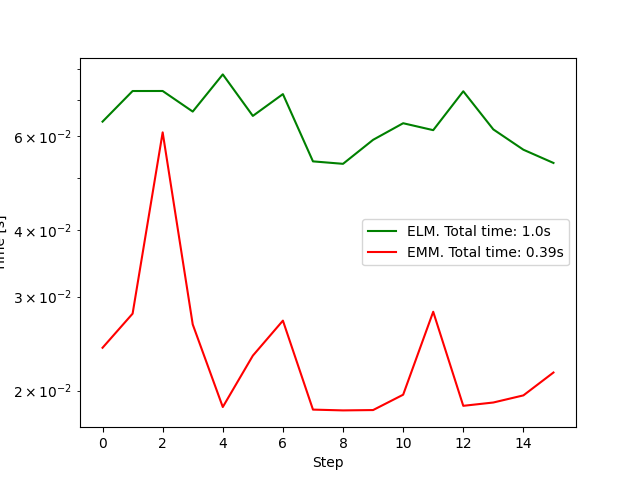 6 × 10⁻²
4 × 10⁻²
3 × 10⁻²
2 × 10⁻²
Time [s]
ELM. Total time: 1.0s
EMM. Total time: 0.39s
0 2 4 6 8 10 12 14
Step